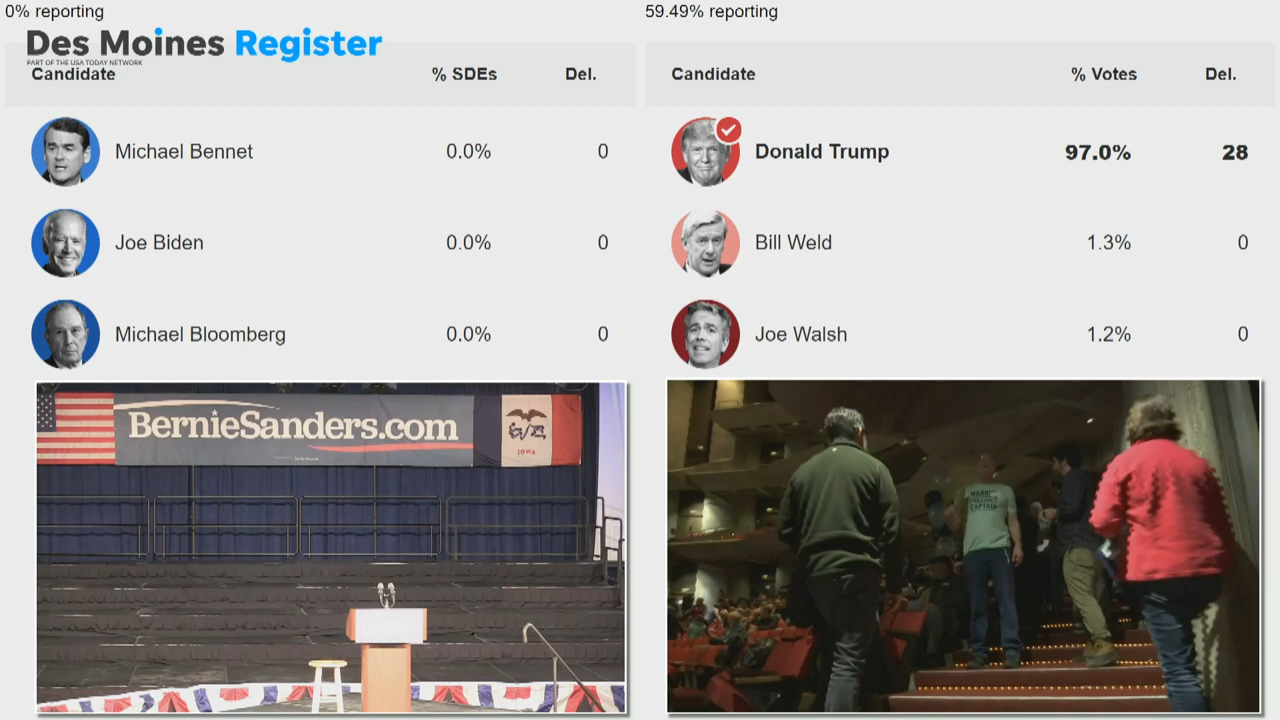 0% reporting
59.49% reporting
Des Moines Register
PART OF THE USA TODAY NETWORK
Candidate % SDEs Del.
Candidate % Votes Del.
Michael Bennet 0.0% 0
Donald Trump 97.0% 28
Joe Biden 0.0% 0
Bill Weld 1.3% 0
Michael Bloomberg 0.0% 0
Joe Walsh 1.2% 0
BernieSanders.com
IOWA
PRECINCT
CAPTAIN